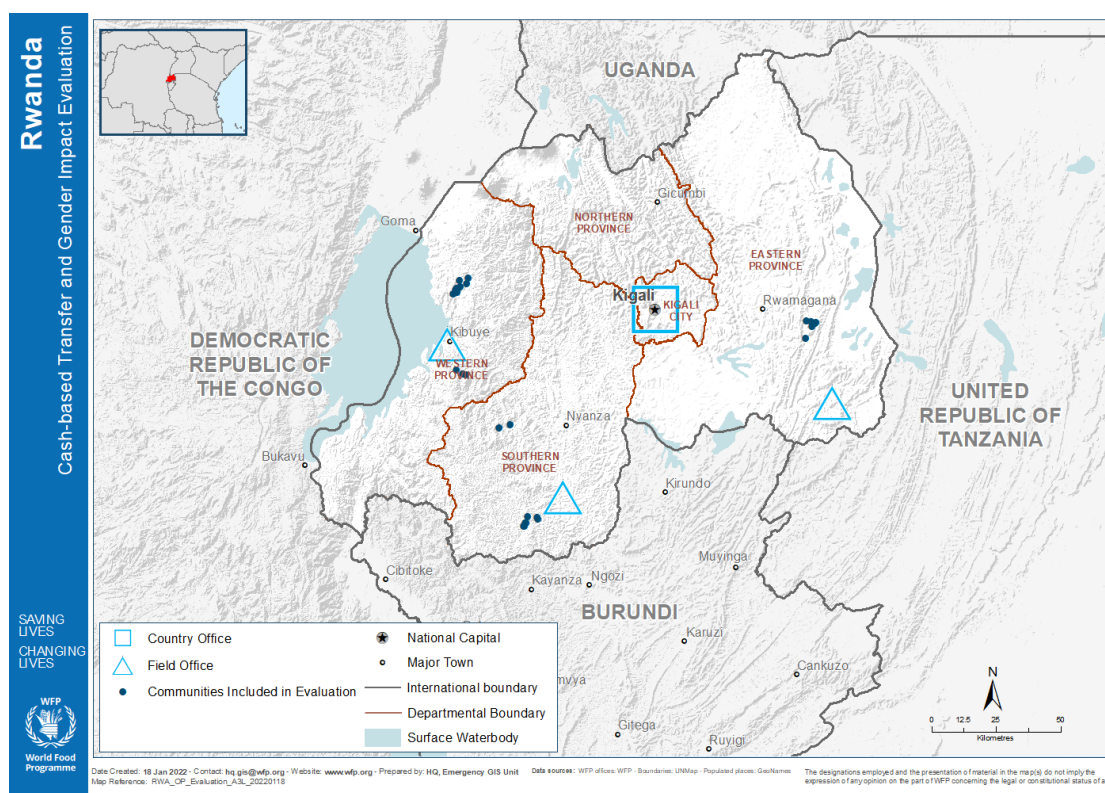 Rwanda
Cash-based Transfer and Gender Impact Evaluation
SAVING
LIVES
CHANGING
LIVES
WFP
World Food
Programme
UGANDA
Gicumbi
NORTHERN
PROVINCE
Goma
EASTERN
PROVINCE
Kigali
KIGALI
CITY
Rwamagana
DEMOCRATIC
REPUBLIC OF
THE CONGO
Kibuye
WESTERN
PROVINCE
UNITED
REPUBLIC OF
TANZANIA
Nyanza
Bukavu
SOUTHERN
PROVINCE
Kirundo
Muyinga
Cibitoke
Kayanza
Ngozi
BURUNDI
Karuzi
Cankuzo
Gitega
Ruyigi
Country Office
Field Office
Communities Included in Evaluation
National Capital
Major Town
International boundary
Departmental Boundary
Surface Waterbody
N
0 12.5 25 50
Kilometres
Date Created: 18 Jan 2022 - Contact: hq.gis@wfp.org - Website: www.wfp.org - Prepared by: HQ, Emergency GIS Unit
Map Reference: RWA_OP_Evaluation_A3L_20220118
Data sources: WFP offices: WFP - Boundaries: UNMap - Populated places: GeoNames
The designations employed and the presentation of material in the map(s) do not imply the
expression of any opinion on the part of WFP concerning the legal or constitutional status of a